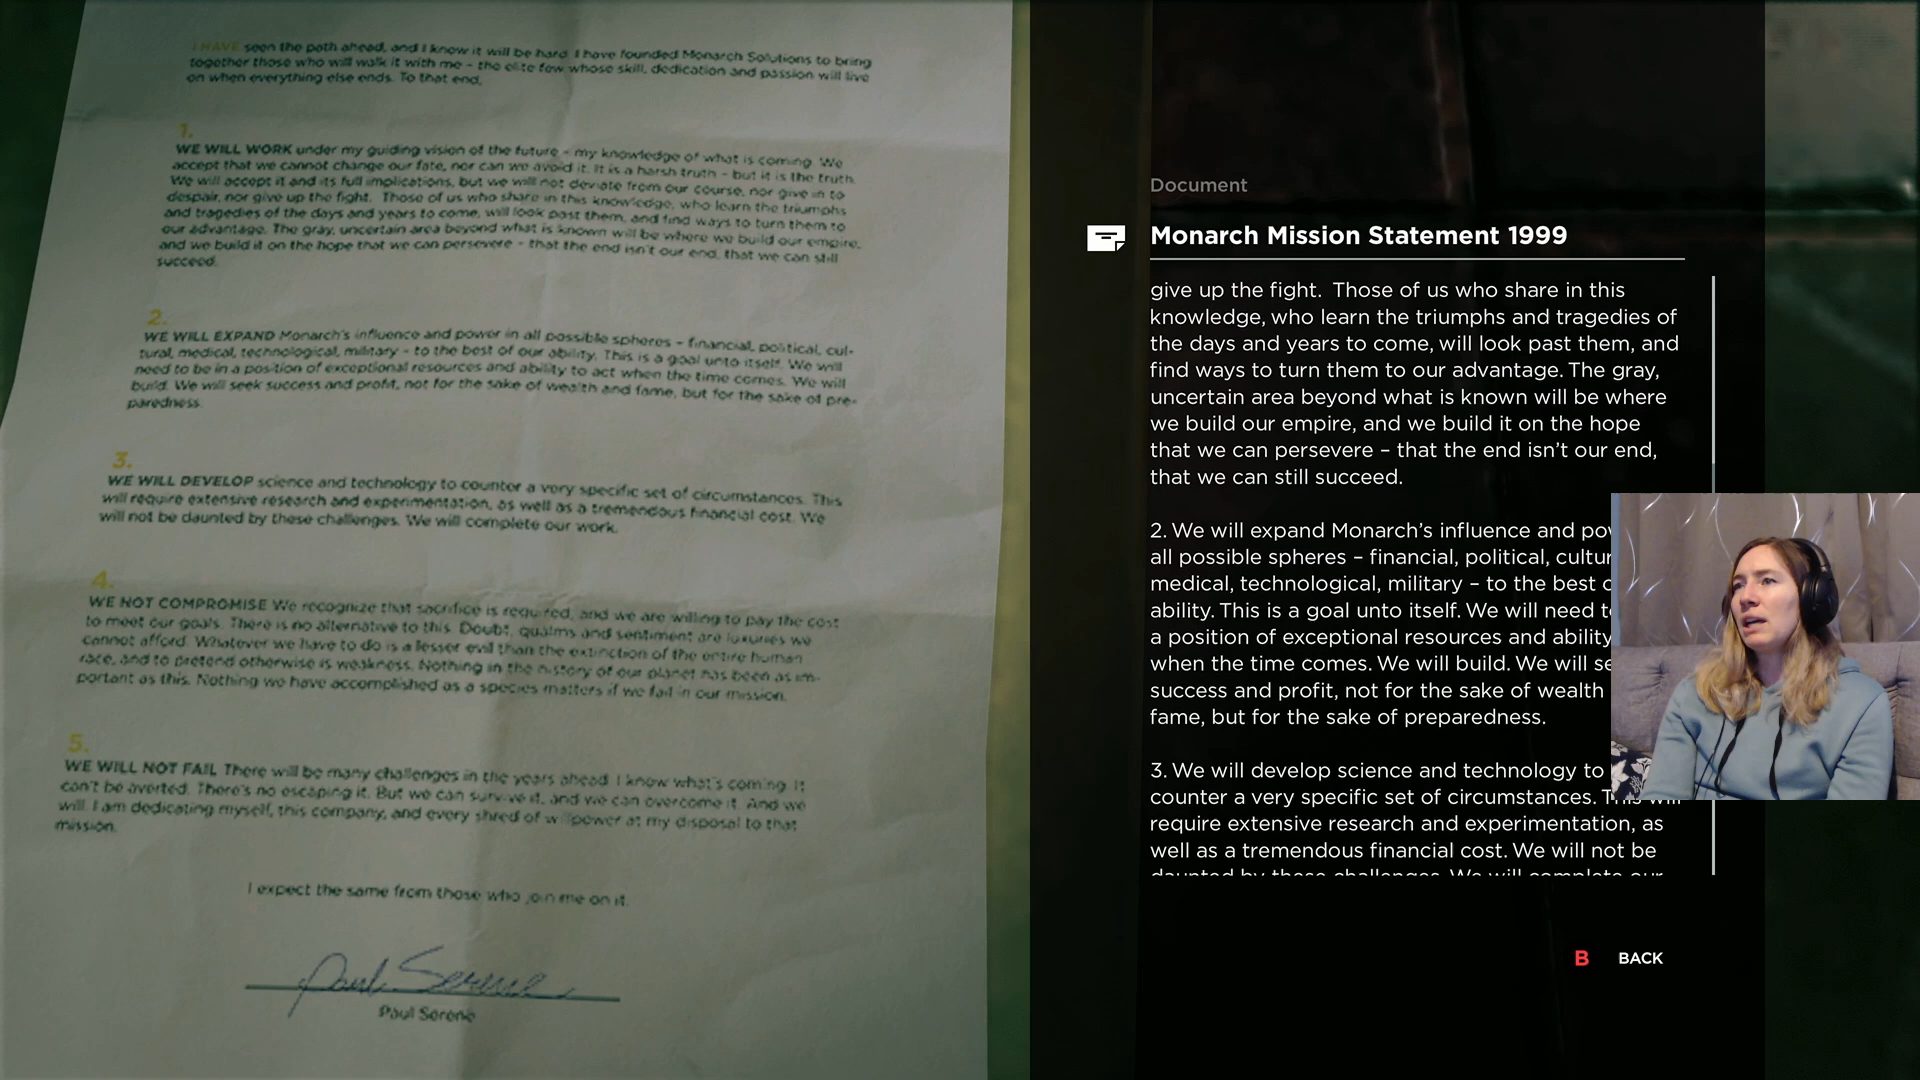 I HAVE seen the path ahead, and I know it will be hard. I have founded Monarch Solutions to bring
together those who will walk it with me – the elite few whose skill, dedication and passion will live
on when everything else ends. To that end,
1.
WE WILL WORK under my guiding vision of the future – my knowledge of what is coming. We
accept that we cannot change our fate, nor can we avoid it. It is a harsh truth – but it is the truth.
We will accept it and its full implications, but we will not deviate from our course, nor give in to
despair, nor give up the fight. Those of us who share in this knowledge, who learn the triumphs
and tragedies of the days and years to come, will look past them, and find ways to turn them to
our advantage. The gray, uncertain area beyond what is known will be where we build our empire,
and we build it on the hope that we can persevere – that the end isn't our end, that we can still
succeed.
2.
WE WILL EXPAND Monarch's influence and power in all possible spheres – financial, political, cul-
tural, medical, technological, military – to the best of our ability. This is a goal unto itself. We will
need to be in a position of exceptional resources and ability to act when the time comes. We will
build. We will seek success and profit, not for the sake of wealth and fame, but for the sake of pre-
paredness.
3.
WE WILL DEVELOP science and technology to counter a very specific set of circumstances. This
will require extensive research and experimentation, as well as a tremendous financial cost. We
will not be daunted by these challenges. We will complete our work.
4.
WE NOT COMPROMISE We recognize that sacrifice is required, and we are willing to pay the cost
to meet our goals. There is no alternative to this. Doubt, qualms and sentiment are luxuries we
cannot afford. Whatever we have to do is a lesser evil than the extinction of the entire human
race, and to pretend otherwise is weakness. Nothing in the history of our planet has been as im-
portant as this. Nothing we have accomplished as a species matters if we fail in our mission.
5.
WE WILL NOT FAIL There will be many challenges in the years ahead. I know what's coming. It
can't be averted. There's no escaping it. But we can survive it, and we can overcome it. And we
will. I am dedicating myself, this company, and every shred of willpower at my disposal to that
mission.
I expect the same from those who join me on it.
Paul Serene
Paul Serene
Document
Monarch Mission Statement 1999
give up the fight. Those of us who share in this
knowledge, who learn the triumphs and tragedies of
the days and years to come, will look past them, and
find ways to turn them to our advantage. The gray,
uncertain area beyond what is known will be where
we build our empire, and we build it on the hope
that we can persevere – that the end isn't our end,
that we can still succeed.
2. We will expand Monarch's influence and
all possible spheres – financial, political,
medical, technological, military – to the best
ability. This is a goal unto itself. We will need
a position of exceptional resources and ability
when the time comes. We will build. We will
success and profit, not for the sake of wealth
fame, but for the sake of preparedness.
3. We will develop science and technology to
counter a very specific set of circumstances. This will
require extensive research and experimentation, as
well as a tremendous financial cost. We will not be
daunted by these challenges. We will complete our
B BACK